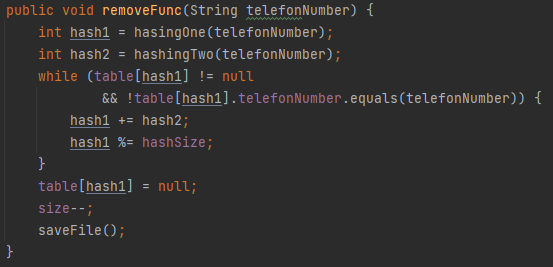 public void removeFunc(String telefonNumber) {
    int hash1 = hasingOne(telefonNumber);
    int hash2 = hashingTwo(telefonNumber);
    while (table[hash1] != null
            && !table[hash1].telefonNumber.equals(telefonNumber)) {
        hash1 += hash2;
        hash1 %= hashSize;
    }
    table[hash1] = null;
    size--;
    saveFile();
}